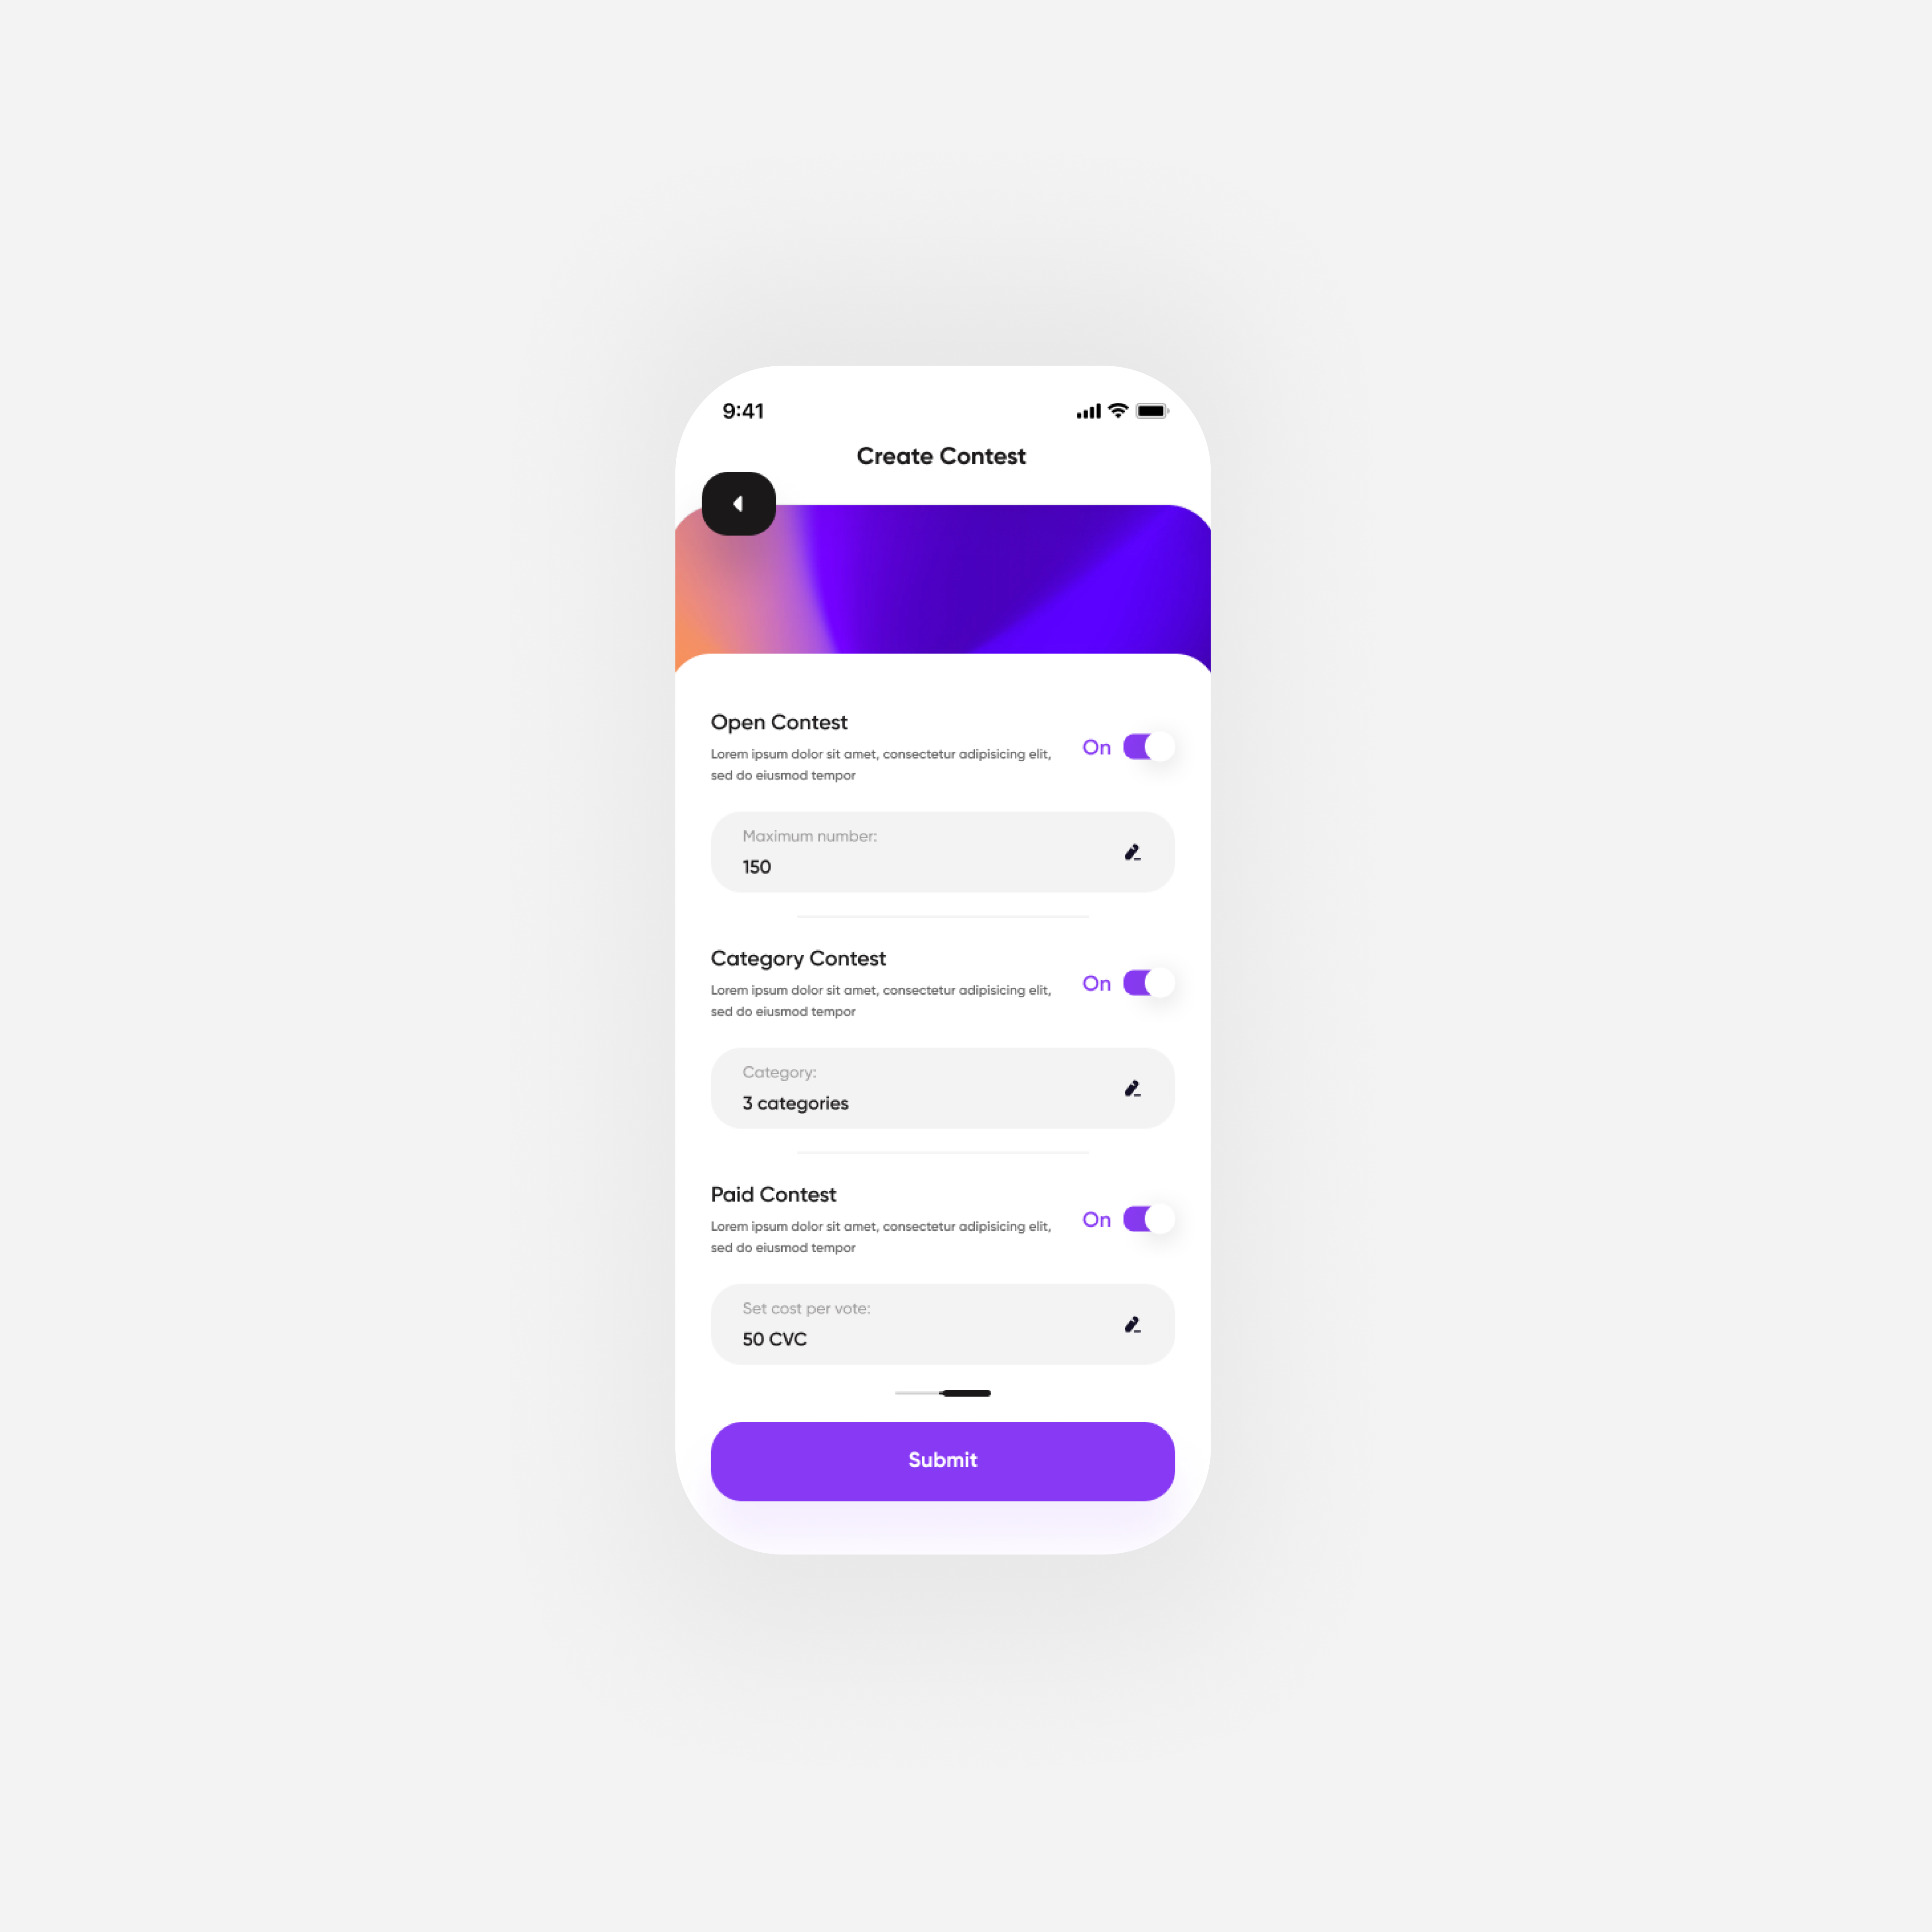 9:41
Create Contest
Open Contest
Lorem ipsum dolor sit amet, consectetur adipisicing elit,
sed do eiusmod tempor
On
Maximum number:
150
Category Contest
Lorem ipsum dolor sit amet, consectetur adipisicing elit,
sed do eiusmod tempor
On
Category:
3 categories
Paid Contest
Lorem ipsum dolor sit amet, consectetur adipisicing elit,
sed do eiusmod tempor
On
Set cost per vote:
50 CVC
Submit